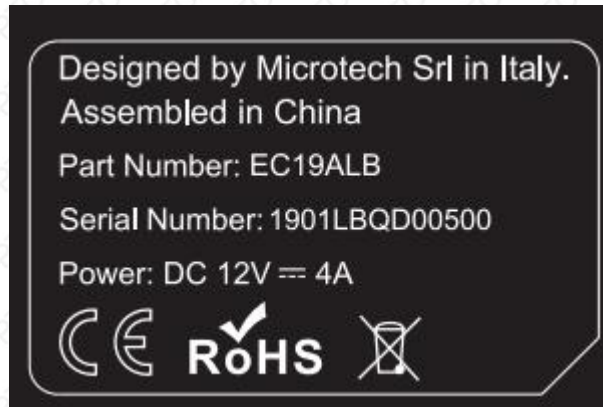 Designed by Microtech Srl in Italy.
Assembled in China
Part Number: EC19ALB
Serial Number: 1901LBQD00500
Power: DC 12V ⎓ 4A
CE RoHS